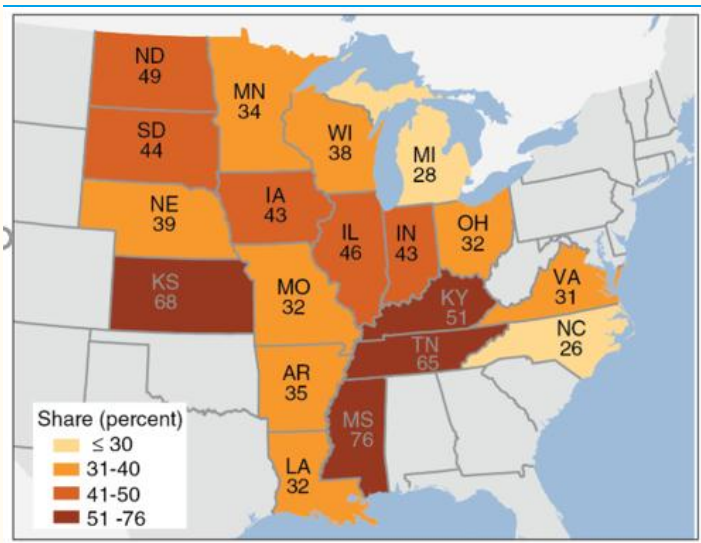 ND
49
MN
34
SD
44
WI
38
MI
28
NE
39
IA
43
IL
46
IN
43
OH
32
KS
68
MO
32
KY
51
VA
31
TN
65
NC
26
AR
35
MS
76
LA
32
Share (percent)
≤ 30
31-40
41-50
51 -76